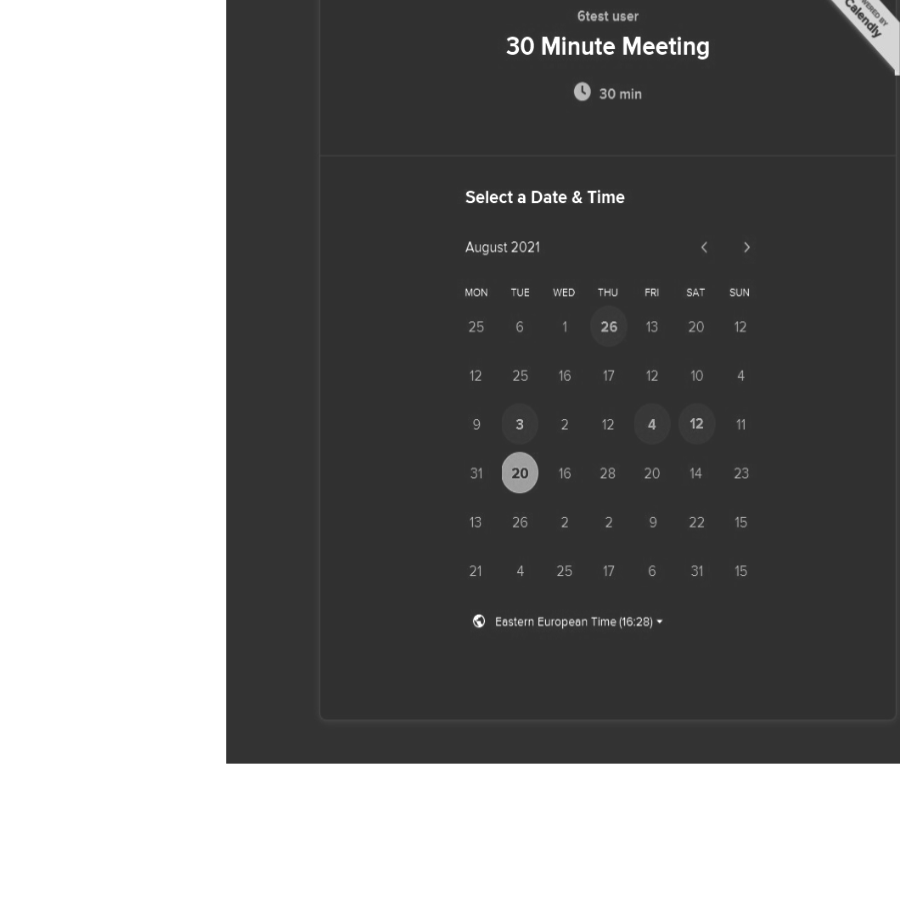 6test user
POWERED BY
Calendly
30 Minute Meeting
30 min
Select a Date & Time
August 2021
MON TUE WED THU FRI SAT SUN
25 6 1 26 13 20 12
12 25 16 17 12 10 4
9 3 2 12 4 12 11
31 20 16 28 20 14 23
13 26 2 2 9 22 15
21 4 25 17 6 31 15
Eastern European Time (16:28)